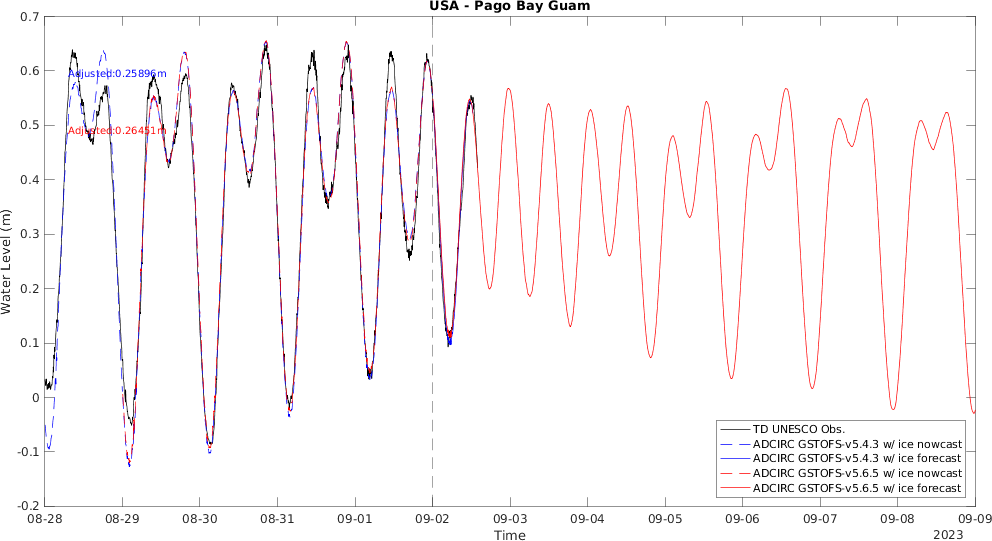 USA - Pago Bay Guam
0.7
0.6
0.5
0.4
0.3
0.2
0.1
0
-0.1
-0.2
Water Level (m)
Adjusted:0.25896m
Adjusted:0.26451m
TD UNESCO Obs.
ADCIRC GSTOFS-v5.4.3 w/ ice nowcast
ADCIRC GSTOFS-v5.4.3 w/ ice forecast
ADCIRC GSTOFS-v5.6.5 w/ ice nowcast
ADCIRC GSTOFS-v5.6.5 w/ ice forecast
08-28 08-29 08-30 08-31 09-01 09-02 09-03 09-04 09-05 09-06 09-07 09-08 09-09
Time
2023